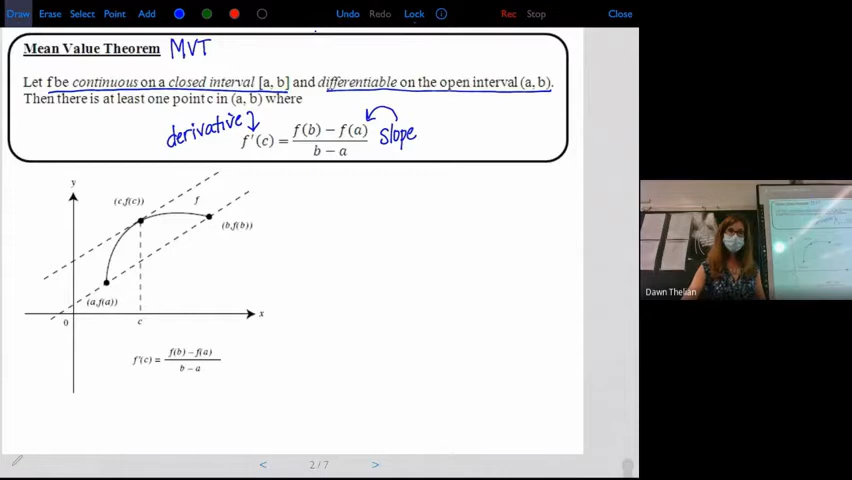 Draw Erase Select Point Add Undo Redo Lock Rec Stop Close
Mean Value Theorem MVT
Let f be continuous on a closed interval [a, b] and differentiable on the open interval (a, b).
Then there is at least one point c in (a, b) where
derivative f'(c) = f(b) − f(a) / b − a slope
y
(c,f(c)) f
(b,f(b))
(a,f(a))
x
0 c
f'(c) = f(b) − f(a) / b − a
Dawn Thelian
< 2/7 >